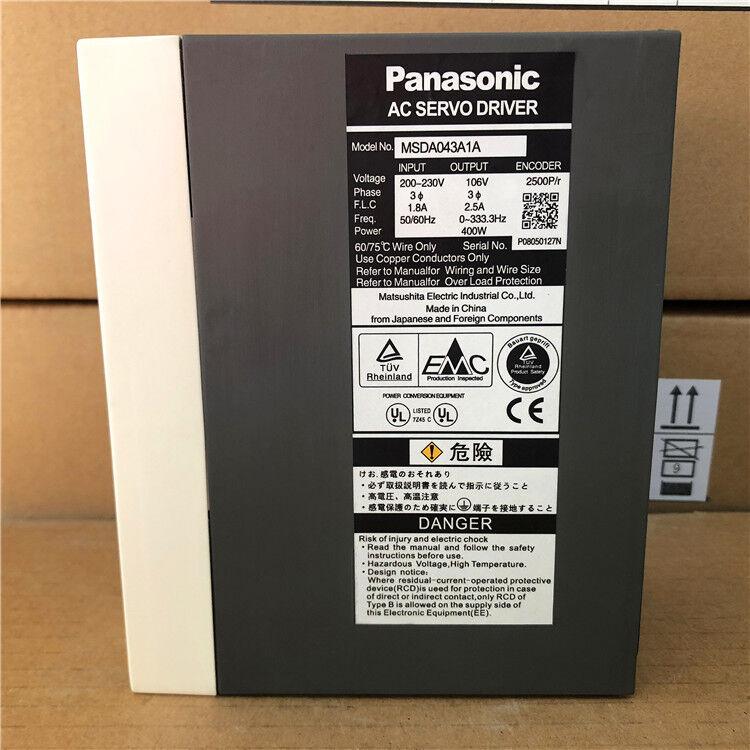 Panasonic
AC SERVO DRIVER
Model No. MSDA043A1A
INPUT OUTPUT ENCODER
Voltage 200-230V 106V 2500P/r
Phase 3ϕ 3ϕ
F.L.C 1.8A 2.5A
Freq. 50/60Hz 0~333.3Hz
Power 400W
60/75℃ Wire Only Serial No. P08050127N
Use Copper Conductors Only
Refer to Manualfor Wiring and Wire Size
Refer to Manualfor Over Load Protection
Matsushita Electric Industrial Co.,Ltd.
Made in China
from Japanese and Foreign Components
TÜV
Rheinland
EMC
Production Inspected
Bauart geprüft
TÜV
Rheinland
Product Safety
Type approved
POWER CONVERSION EQUIPMENT
UL LISTED 7Z45 C UL
CE
危險
けお．感電のおそれあり
・必ず取扱説明書を読んで指示に従うこと
・高電圧、高温注意
・感電保護のため確実に端子を接地すること
DANGER
Risk of injury and electric chock
• Read the manual and follow the safety
instructions before use.
• Hazardous Voltage,High Temperature.
• Design notice:
Where residual-current-operated protective
device(RCD)is used for protection in case
of direct or indirect contact,only RCD of
Type B is allowed on the supply side of
this Electronic Equipment(EE).
9